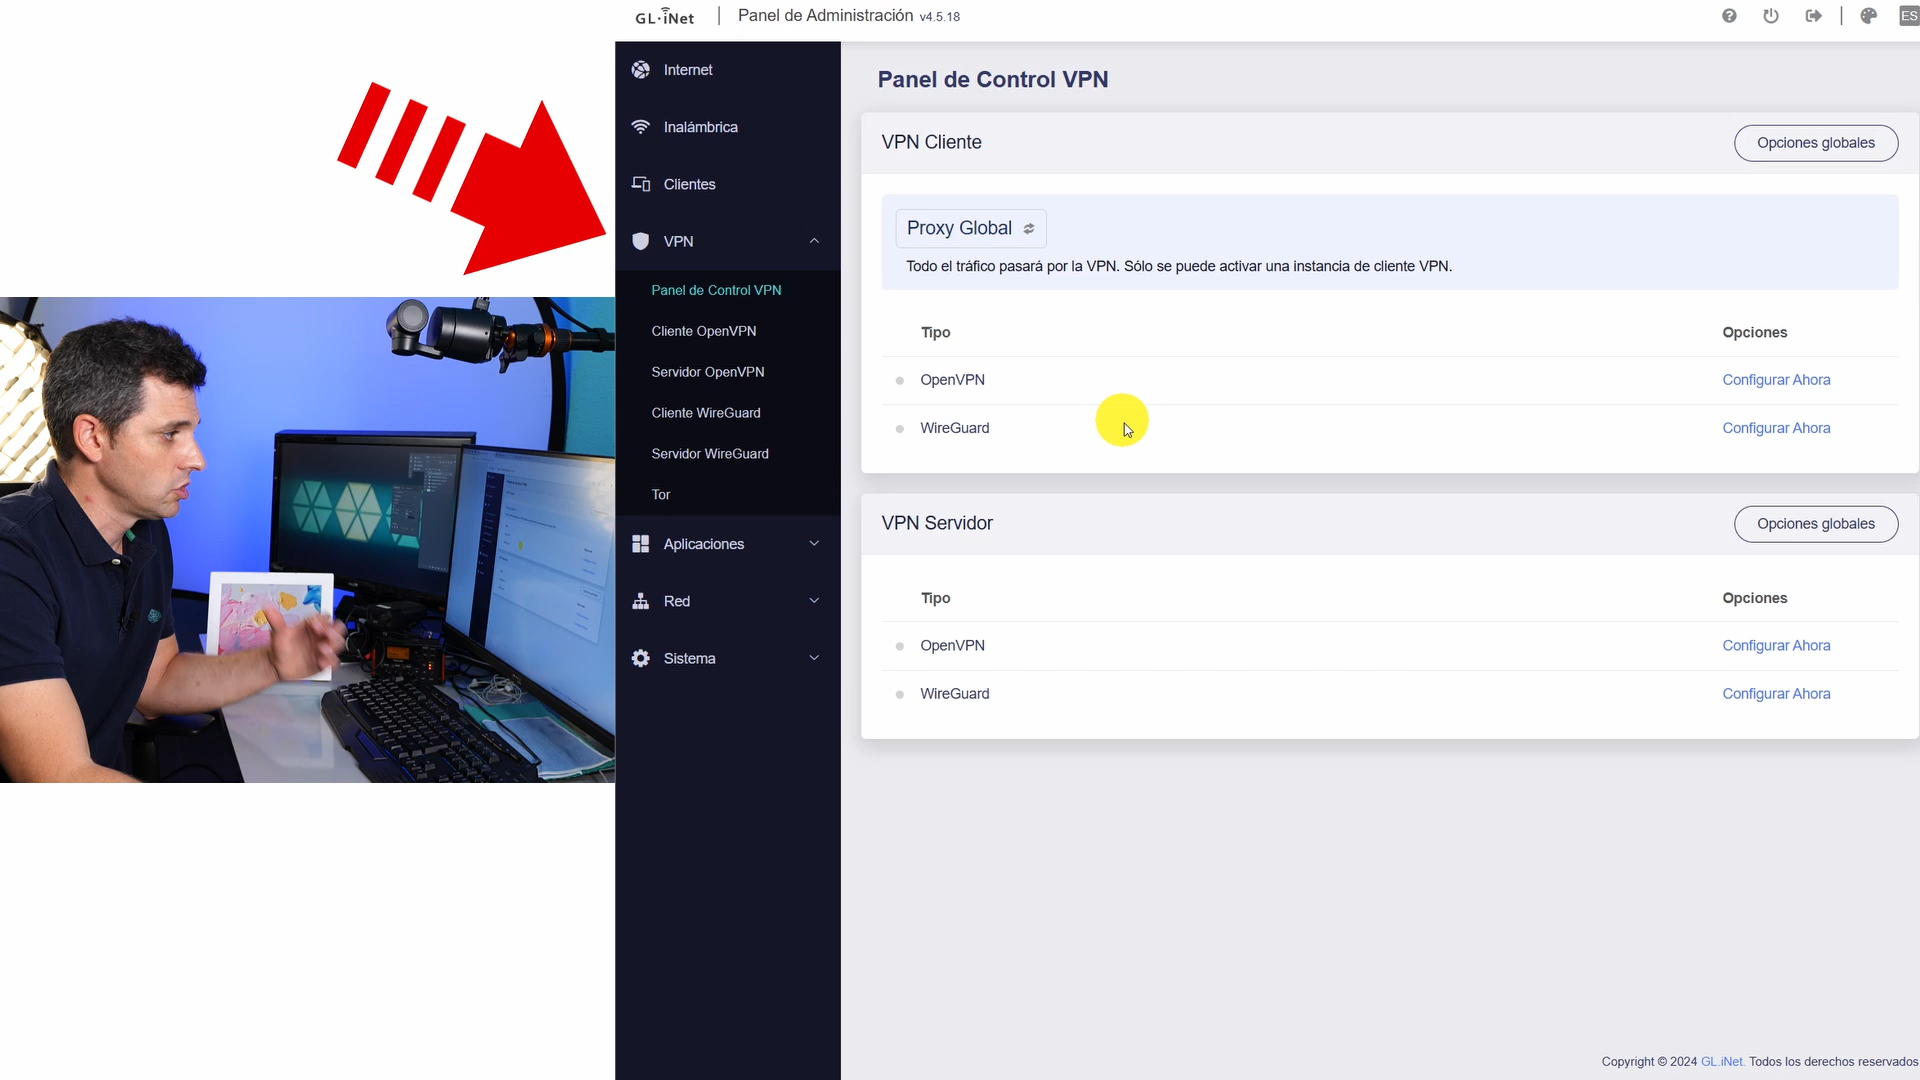 GL·iNet
Panel de Administración v4.5.18
ES
Internet
Inalámbrica
Clientes
VPN
Panel de Control VPN
Cliente OpenVPN
Servidor OpenVPN
Cliente WireGuard
Servidor WireGuard
Tor
Aplicaciones
Red
Sistema
Panel de Control VPN
VPN Cliente
Opciones globales
Proxy Global
Todo el tráfico pasará por la VPN. Sólo se puede activar una instancia de cliente VPN.
Tipo Opciones
OpenVPN Configurar Ahora
WireGuard Configurar Ahora
VPN Servidor
Opciones globales
Tipo Opciones
OpenVPN Configurar Ahora
WireGuard Configurar Ahora
Copyright © 2024 GL.iNet. Todos los derechos reservados